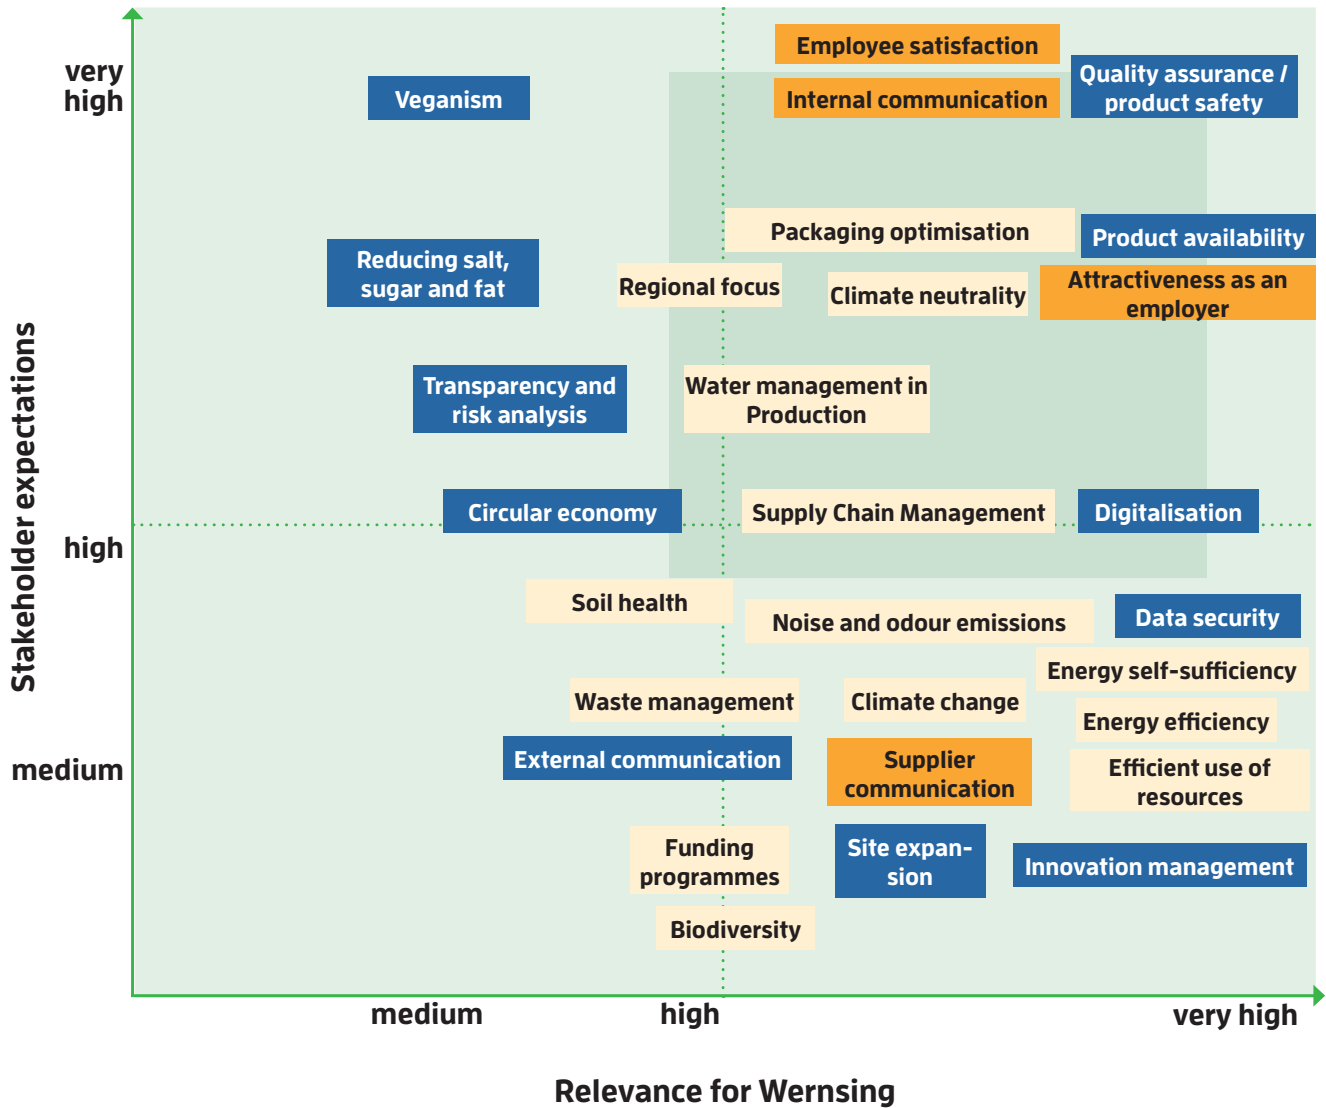 Employee satisfaction
very
high
Veganism
Internal communication
Quality assurance /
product safety
Packaging optimisation
Product availability
Reducing salt,
sugar and fat
Regional focus
Climate neutrality
Attractiveness as an
employer
Transparency and
risk analysis
Water management in
Production
Stakeholder expectations
Circular economy
Supply Chain Management
Digitalisation
high
Soil health
Noise and odour emissions
Data security
Energy self-sufficiency
Waste management
Climate change
Energy efficiency
medium
External communication
Supplier
communication
Efficient use of
resources
Funding
programmes
Site expan-
sion
Innovation management
Biodiversity
medium
high
very high
Relevance for Wernsing